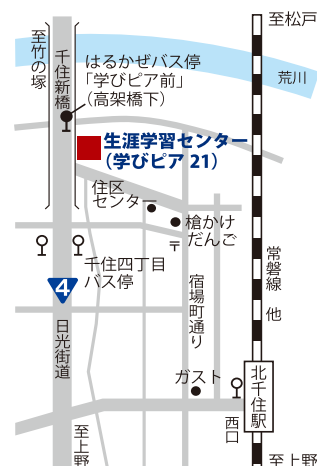 至松戸
至竹の塚
千住新橋
はるかぜバス停
「学びピア前」
(高架橋下)
荒川
生涯学習センター
(学びピア 21)
住区
センター
槍かけ
だんご
〒
千住四丁目
バス停
4
常磐線 他
宿場町通り
日光街道
ガスト
北千住駅
西口
至上野
至上野